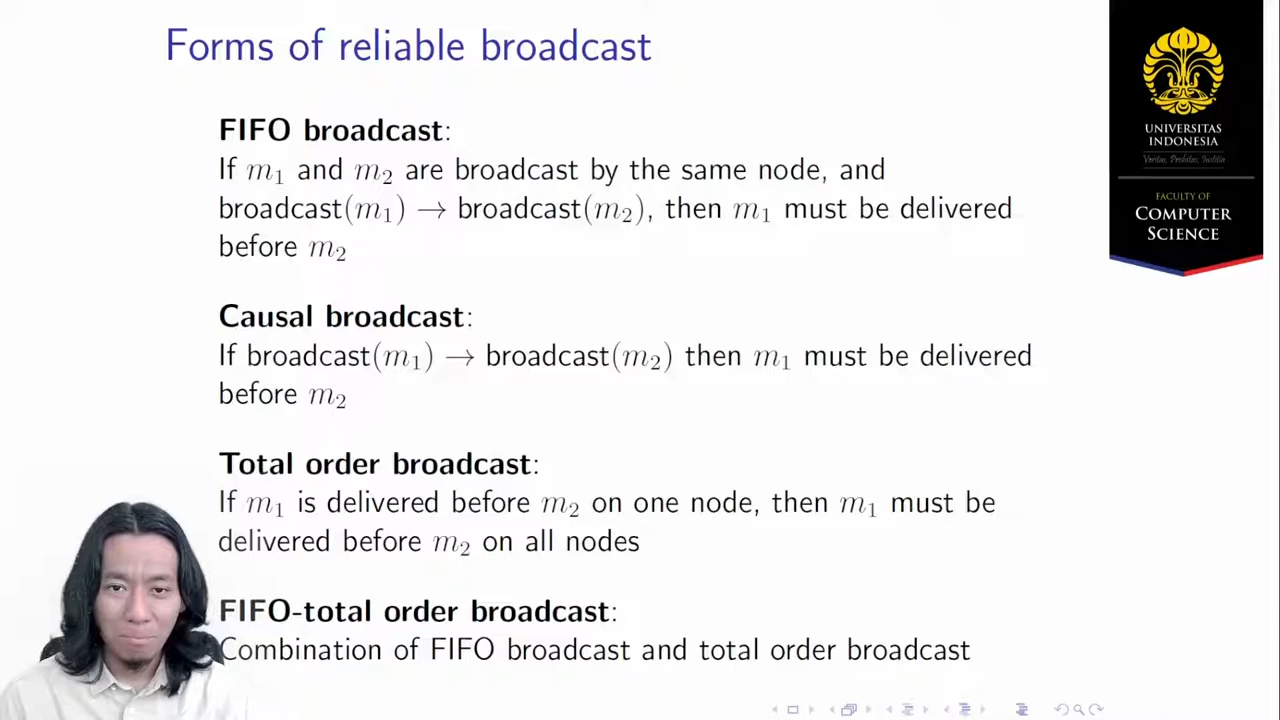 Forms of reliable broadcast
FIFO broadcast:
If m₁ and m₂ are broadcast by the same node, and
broadcast(m₁) → broadcast(m₂), then m₁ must be delivered
before m₂
Causal broadcast:
If broadcast(m₁) → broadcast(m₂) then m₁ must be delivered
before m₂
Total order broadcast:
If m₁ is delivered before m₂ on one node, then m₁ must be
delivered before m₂ on all nodes
FIFO-total order broadcast:
Combination of FIFO broadcast and total order broadcast
UNIVERSITAS
INDONESIA
Veritas, Probitas, Iustitia
FACULTY OF
COMPUTER
SCIENCE